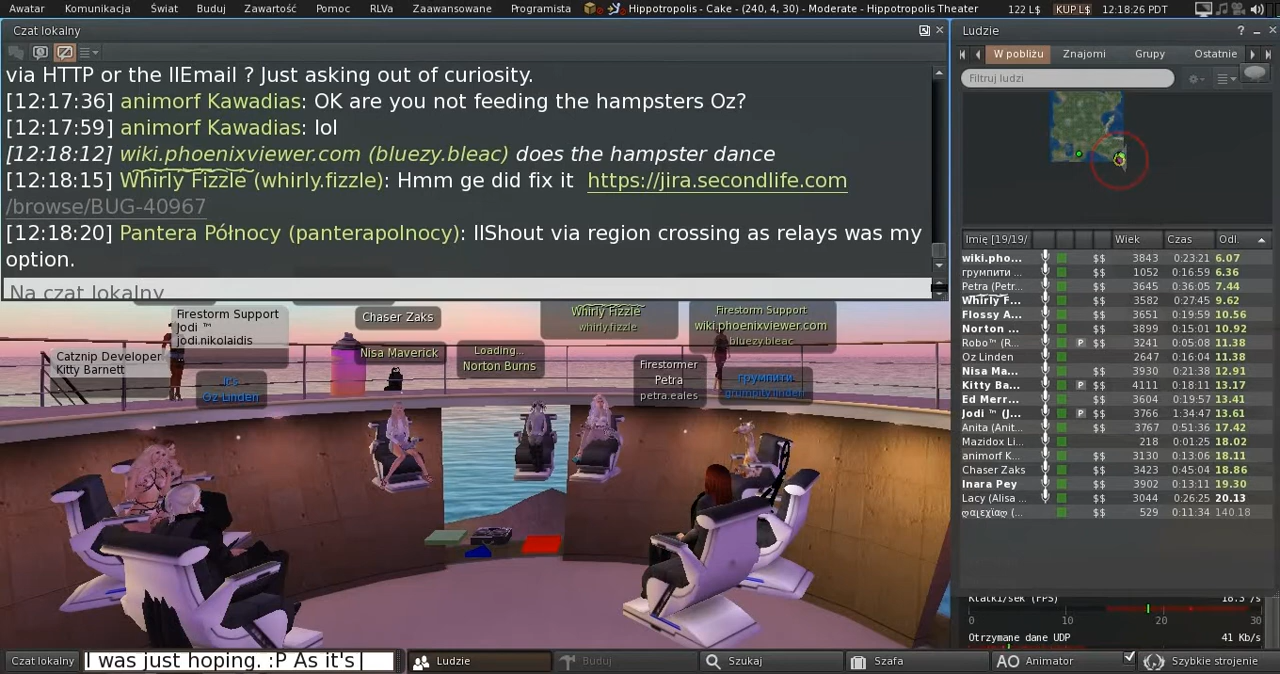 Awatar Komunikacja Świat Buduj Zawartość Pomoc RLVa Zaawansowane Programista Hippotropolis - Cake - (240, 4, 30) - Moderate - Hippotropolis Theater 122 L$ KUP L$ 12:18:26 PDT
Czat lokalny
via HTTP or the llEmail ? Just asking out of curiosity.
[12:17:36] animorf Kawadias: OK are you not feeding the hampsters Oz?
[12:17:59] animorf Kawadias: lol
[12:18:12] wiki.phoenixviewer.com (bluezy.bleac) does the hampster dance
[12:18:15] Whirly Fizzle (whirly.fizzle): Hmm ge did fix it https://jira.secondlife.com
/browse/BUG-40967
[12:18:20] Pantera Północy (panterapolnocy): llShout via region crossing as relays was my
option.
Na czat lokalny
Firestorm Support
Jodi ™
jodi.nikolaidis
Chaser Zaks
Whirly Fizzle
whirly.fizzle
Firestorm Support
wiki.phoenixviewer.com
bluezy.bleac
Catznip Developer
Kitty Barnett
Nisa Maverick
Loading...
Norton Burns
Firestormer
Petra
petra.eales
Oz Linden
грумпити
grumpity.linden
Ludzie
W pobliżu Znajomi Grupy Ostatnie
Filtruj ludzi
Imię [19/19/ Wiek Czas Odl.
wiki.pho... $$ 3843 0:23:21 6.07
грумпити ... $$ 1052 0:16:59 6.36
Petra (Petr... $$ 3645 0:36:05 7.44
Whirly F... $$ 3582 0:27:45 9.62
Flossy A... $$ 3651 0:19:59 10.56
Norton ... $$ 3899 0:15:01 10.92
Robo™ (R... P $$ 3241 0:05:08 11.38
Oz Linden $$ 2647 0:16:04 11.38
Nisa Ma... $$ 3930 0:21:38 12.91
Kitty Ba... P $$ 4111 0:18:11 13.17
Ed Merr... $$ 3604 0:19:57 13.41
Jodi ™ (J... P $$ 3766 1:34:47 13.61
Anita (Anit... $$ 3767 0:51:36 17.42
Mazidox Li... 218 0:01:25 18.02
animorf K... $$ 3130 0:13:06 18.11
Chaser Zaks $$ 3423 0:45:04 18.86
Inara Pey $$ 3902 0:13:11 19.30
Lacy (Alisa ... $$ 3044 0:26:25 20.13
$$ 529 0:11:34 140.18
Klatki/sek (FPS) 18.3 /s
0 10 20 30
Otrzymane dane UDP 41 Kb/s
Czat lokalny I was just hoping. :P As it's Ludzie Buduj Szukaj Szafa AO Animator Szybkie strojenie